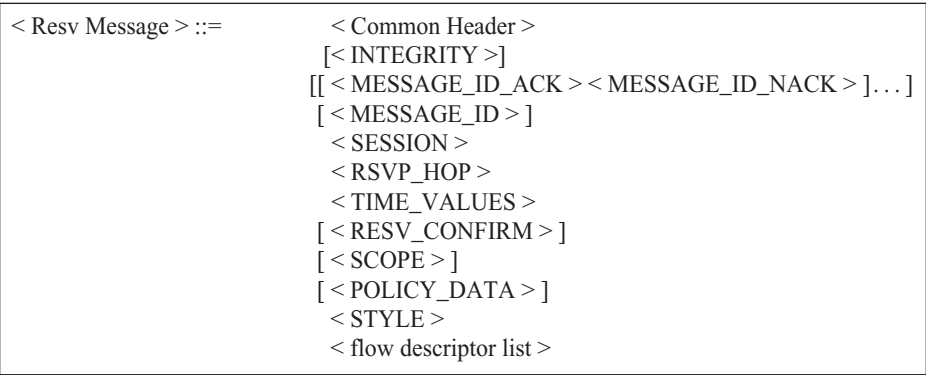 < Resv Message > ::= < Common Header >
[< INTEGRITY >]
[[ < MESSAGE_ID_ACK > < MESSAGE_ID_NACK > ]. . . ]
[ < MESSAGE_ID > ]
< SESSION >
< RSVP_HOP >
< TIME_VALUES >
[ < RESV_CONFIRM > ]
[ < SCOPE > ]
[ < POLICY_DATA > ]
< STYLE >
< flow descriptor list >